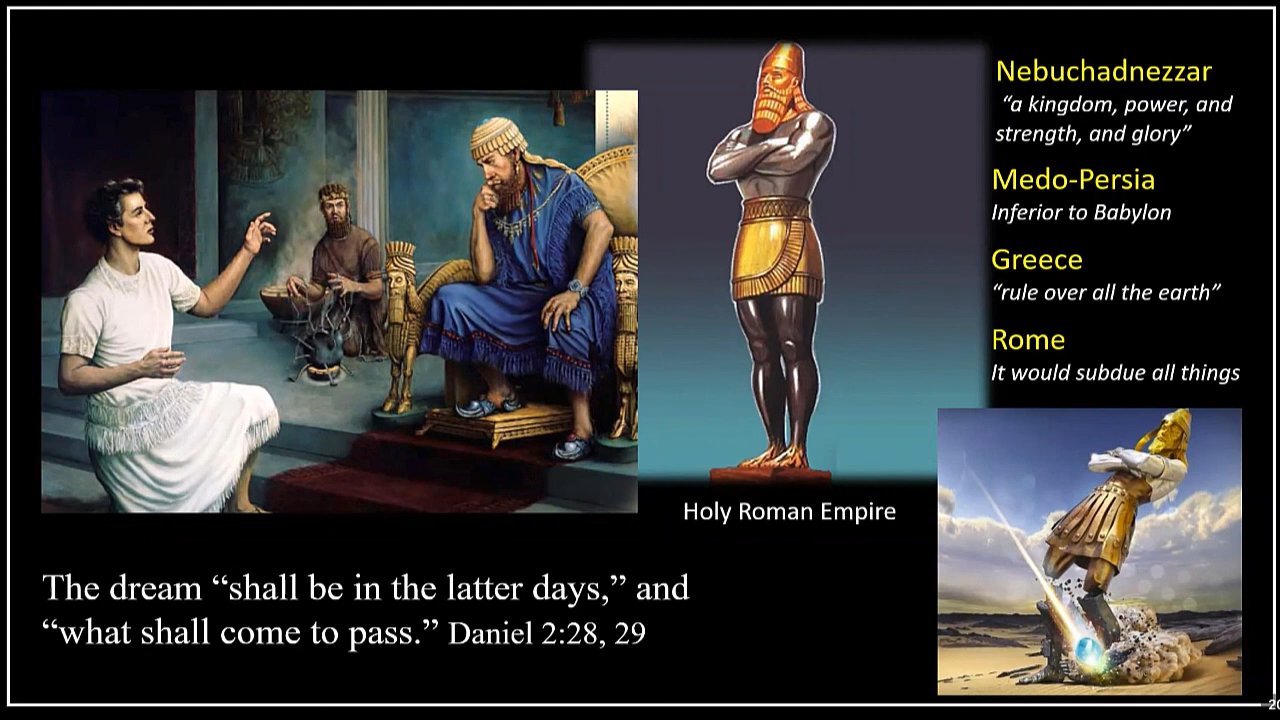 Nebuchadnezzar
“a kingdom, power, and
strength, and glory”
Medo-Persia
Inferior to Babylon
Greece
“rule over all the earth”
Rome
It would subdue all things
Holy Roman Empire
The dream “shall be in the latter days,” and
“what shall come to pass.” Daniel 2:28, 29